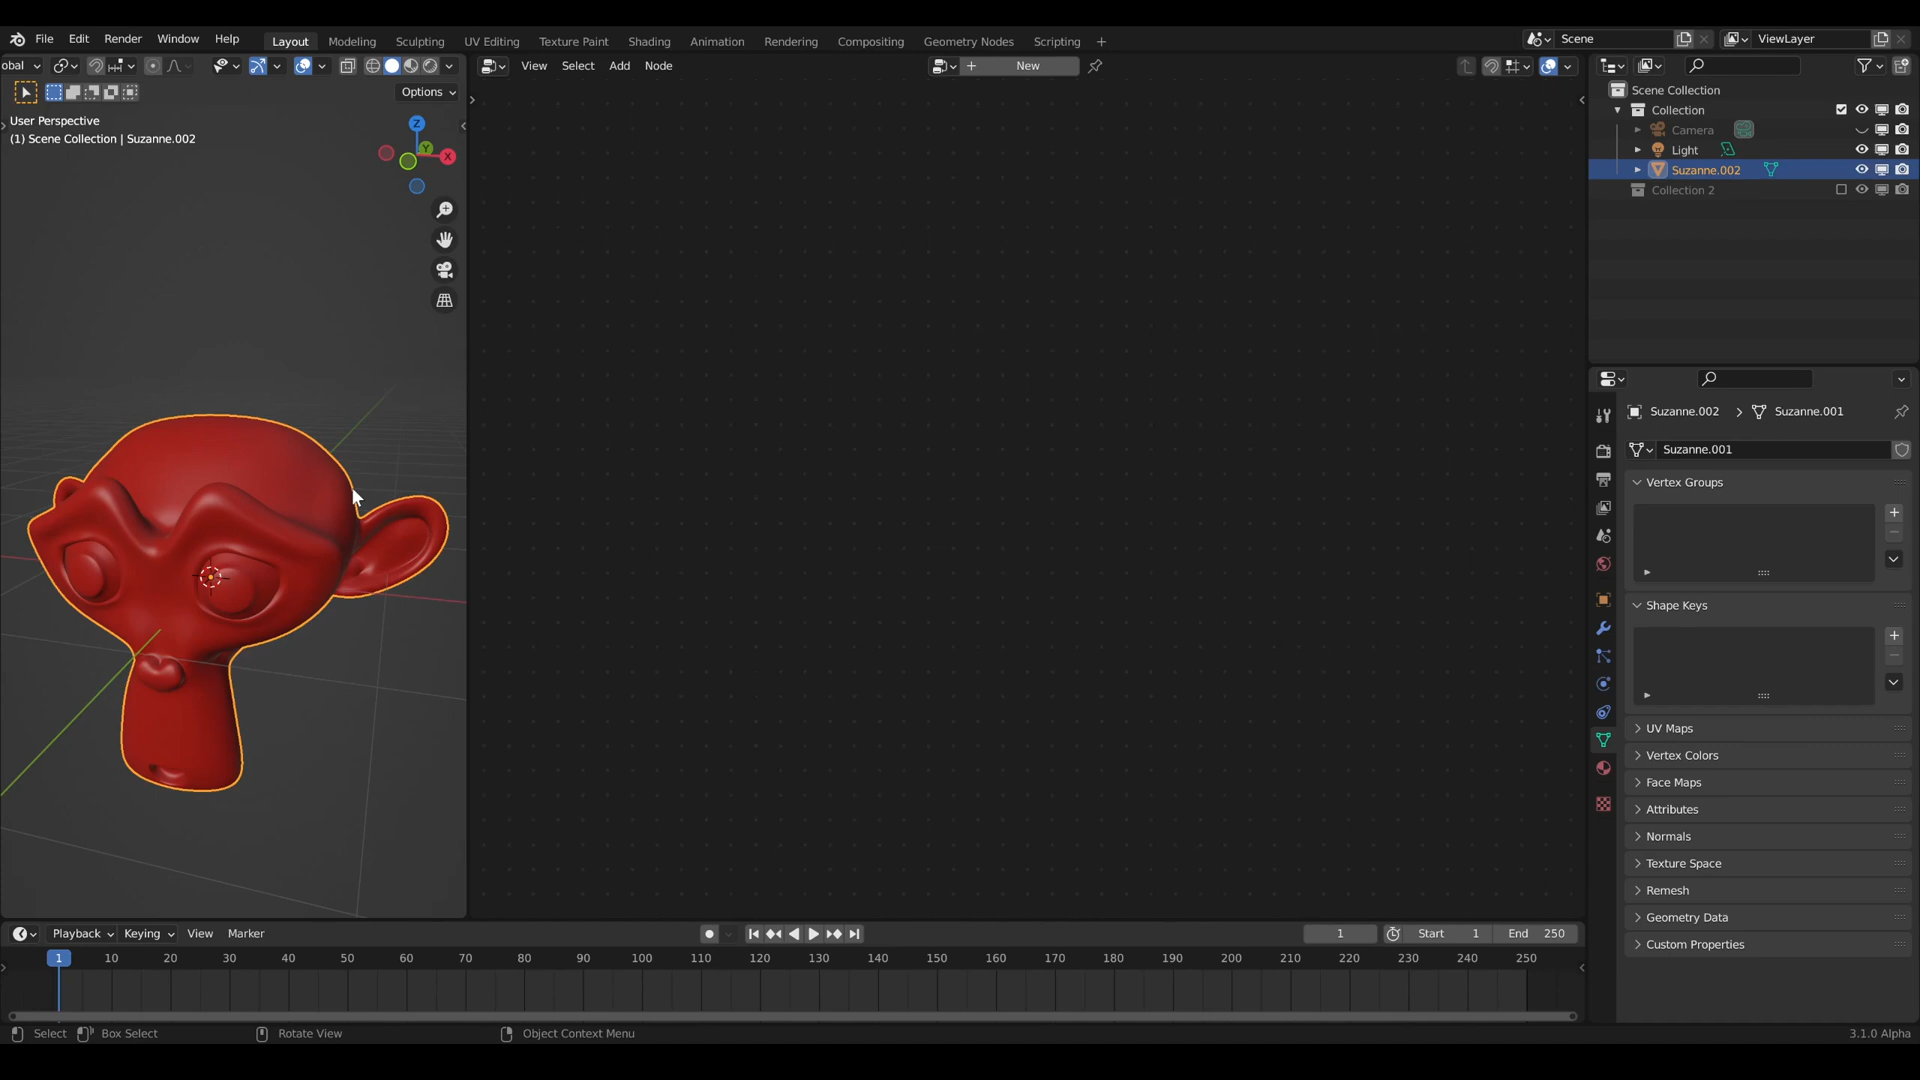 File Edit Render Window Help Layout Modeling Sculpting UV Editing Texture Paint Shading Animation Rendering Compositing Geometry Nodes Scripting + Scene ViewLayer
obal View Select Add Node + New
Options
User Perspective
(1) Scene Collection | Suzanne.002
Z
Y
X
Scene Collection
Collection
Camera
Light
Suzanne.002
Collection 2
Suzanne.002 > Suzanne.001
Suzanne.001
Vertex Groups
Shape Keys
UV Maps
Vertex Colors
Face Maps
Attributes
Normals
Texture Space
Remesh
Geometry Data
Custom Properties
Playback Keying View Marker 1 Start 1 End 250
1 10 20 30 40 50 60 70 80 90 100 110 120 130 140 150 160 170 180 190 200 210 220 230 240 250
Select Box Select Rotate View Object Context Menu 3.1.0 Alpha